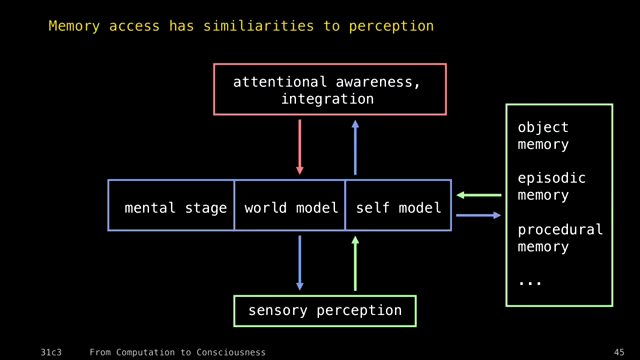 Memory access has similiarities to perception
attentional awareness,
integration
object
memory
episodic
memory
procedural
memory
...
mental stage
world model
self model
sensory perception
31c3
From Computation to Consciousness
45